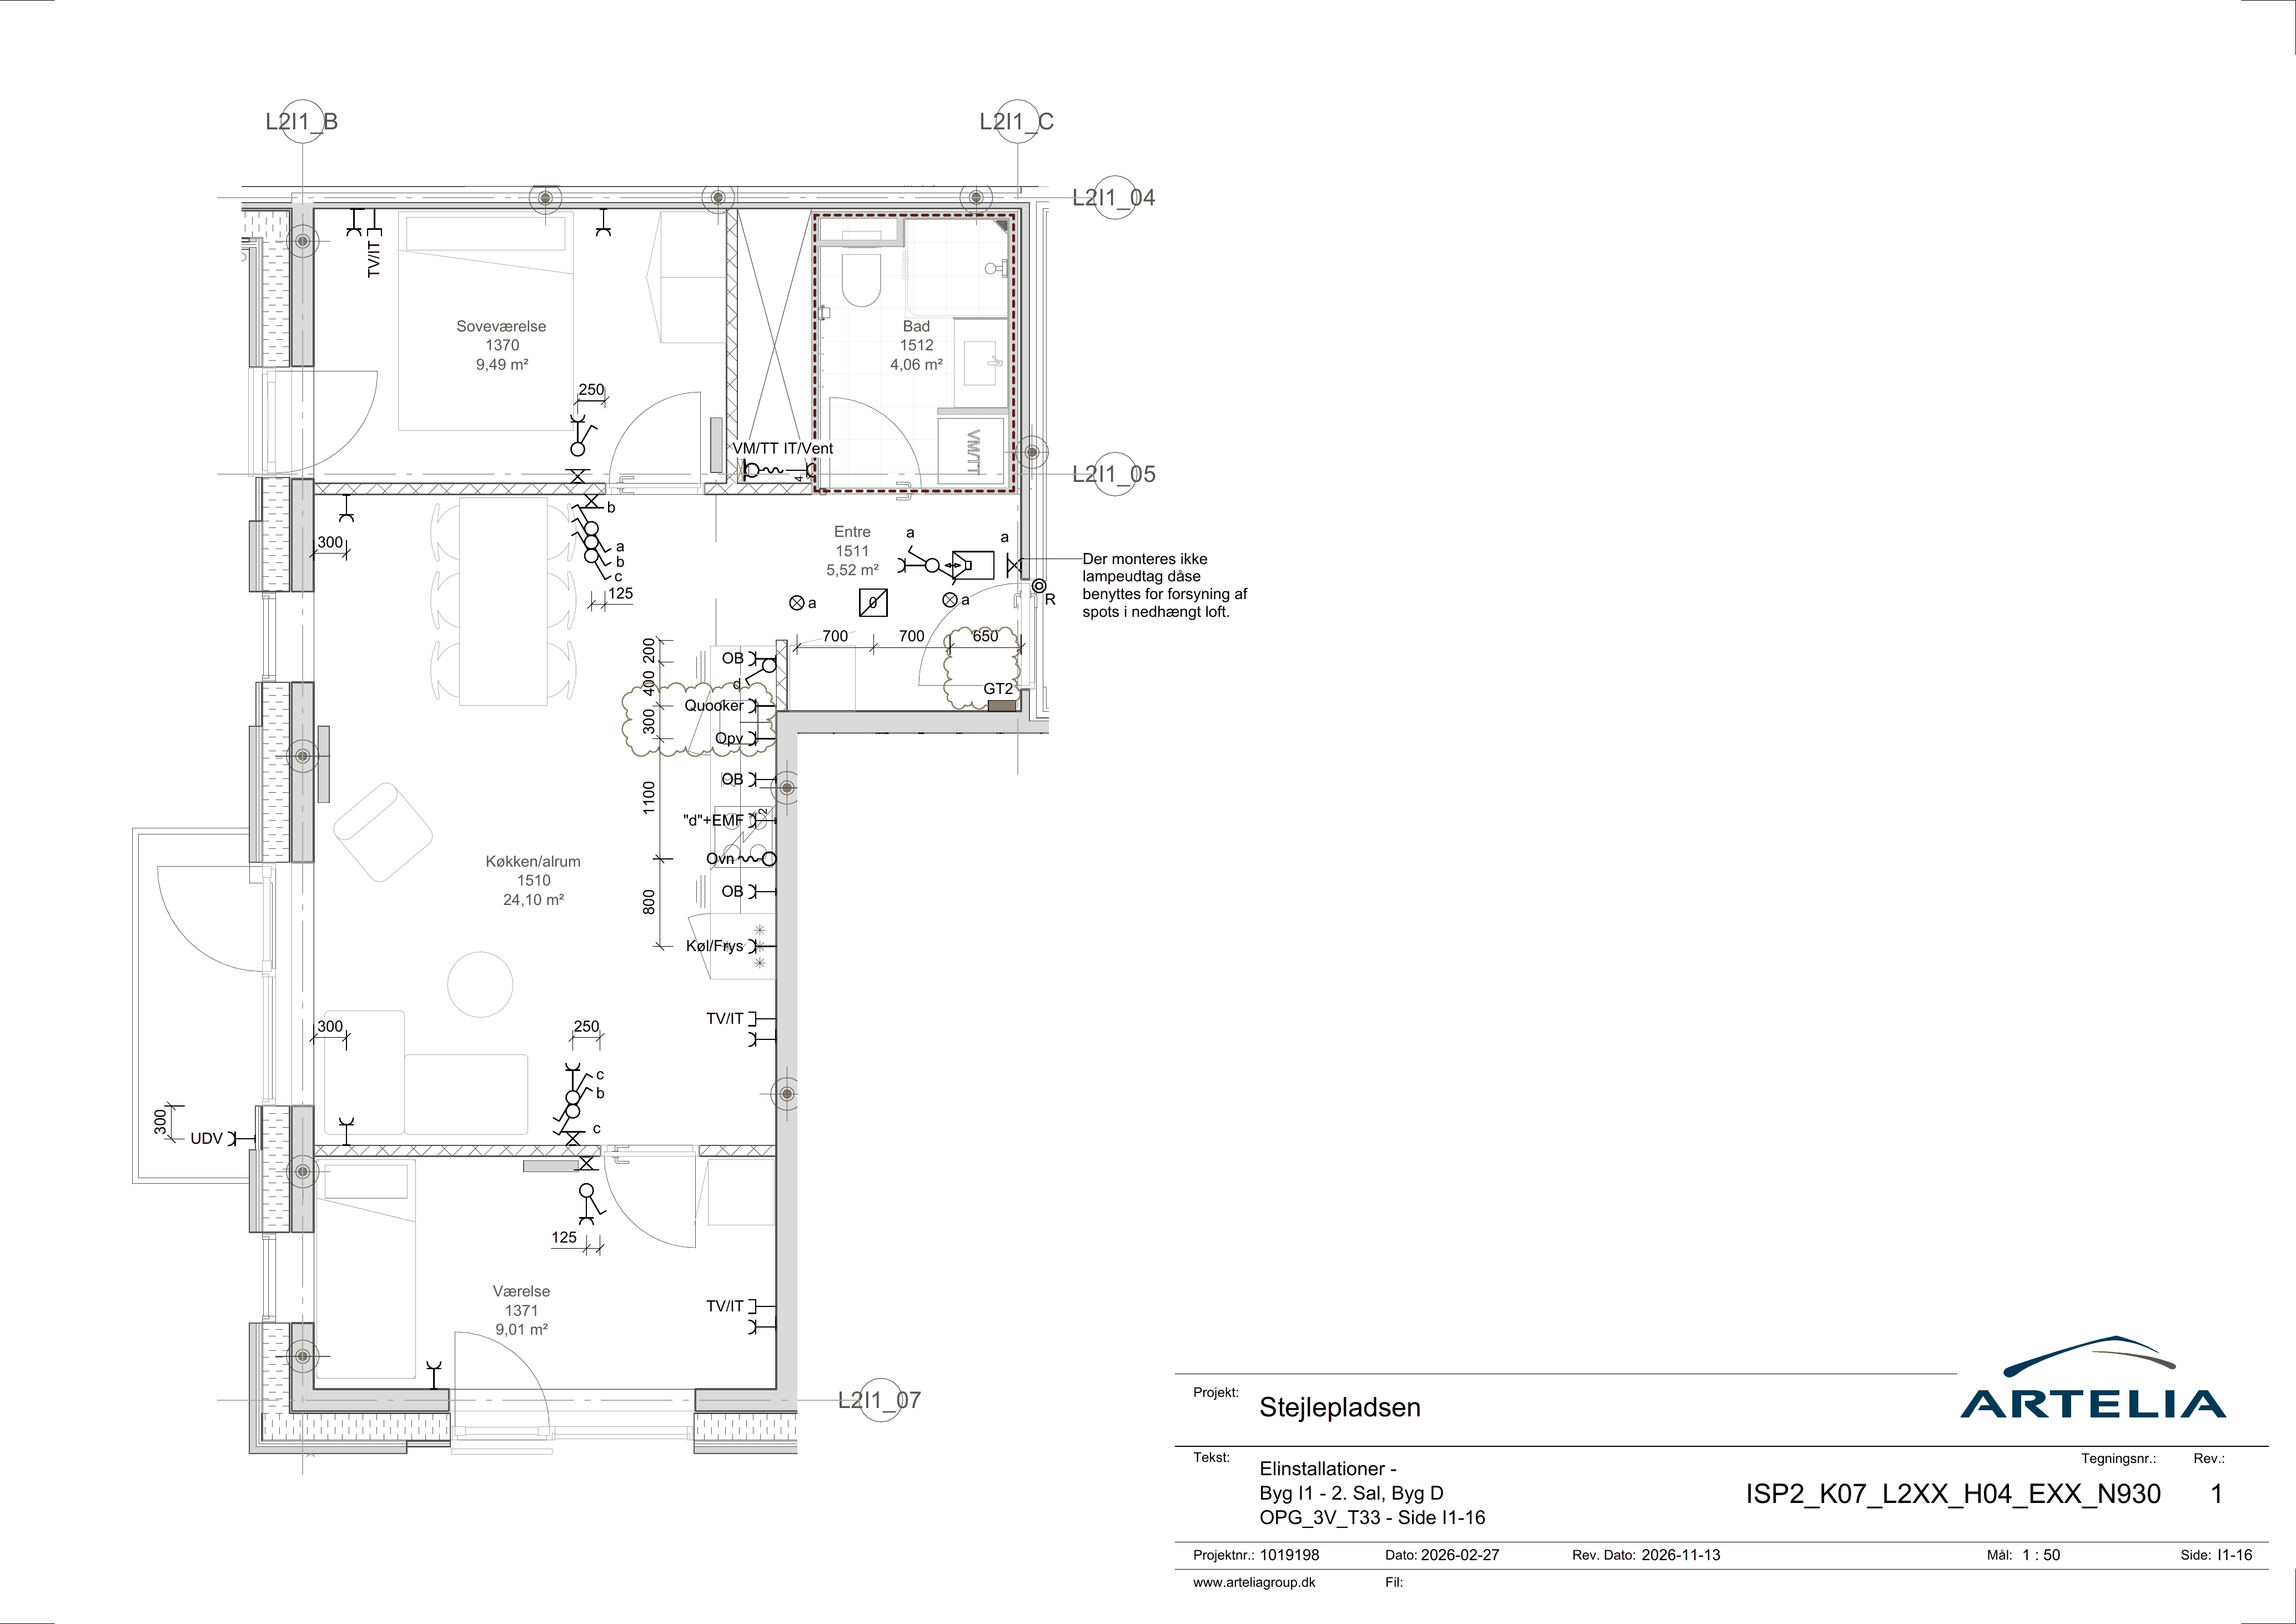 L2I1_B
L2I1_C
L2I1_04
TV/IT
Soveværelse
1370
9,49 m²
Bad
1512
4,06 m²
250
VM/TT IT/Vent
VM/TT
4
L2I1_05
b
300
a
b
c
125
Entre
1511
5,52 m²
a
a
Der monteres ikke
lampeudtag dåse
benyttes for forsyning af
spots i nedhængt loft.
R
a
0
a
700
700
650
GT2
200
400
300
1100
800
OB
d
Quooker
Opv
OB
2
"d"+EMF
Ovn
OB
Køl/Frys
Køkken/alrum
1510
24,10 m²
TV/IT
300
250
c
b
c
300
UDV
125
Værelse
1371
9,01 m²
TV/IT
L2I1_07
Projekt:
Stejlepladsen
ARTELIA
Tekst:
Elinstallationer -
Byg I1 - 2. Sal, Byg D
OPG_3V_T33 - Side I1-16
Tegningsnr.:
Rev.:
ISP2_K07_L2XX_H04_EXX_N930
1
Projektnr.: 1019198
Dato: 2026-02-27
Rev. Dato: 2026-11-13
Mål: 1 : 50
Side: I1-16
www.arteliagroup.dk
Fil: